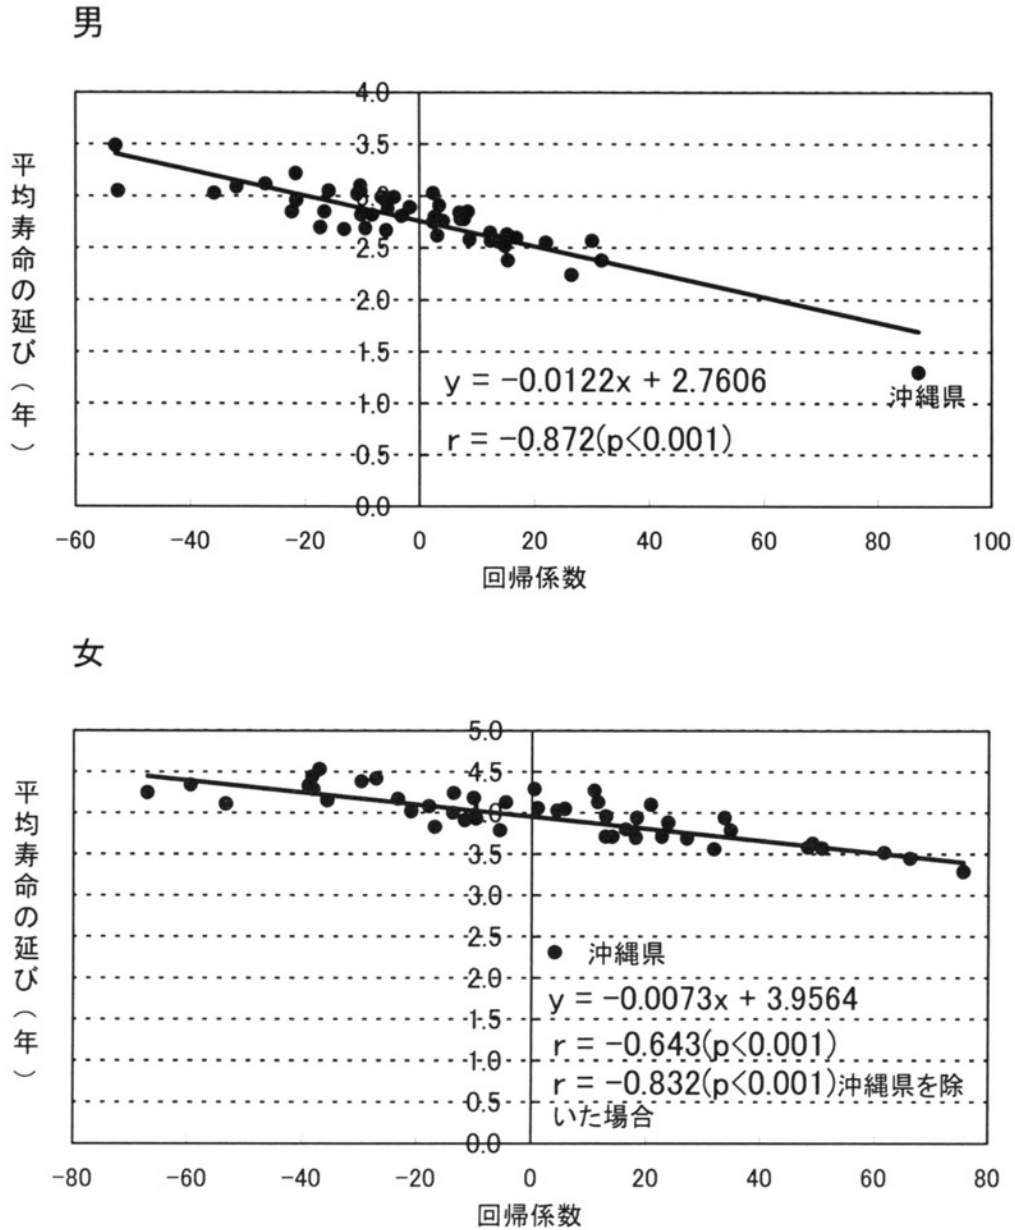 男
平均寿命の延び（年）
4.0
3.5
3.0
2.5
2.0
1.5
1.0
0.5
0.0
y = -0.0122x + 2.7606
r = -0.872(p<0.001)
沖縄県
-60 -40 -20 0 20 40 60 80 100
回帰係数
女
平均寿命の延び（年）
5.0
4.5
4.0
3.5
3.0
2.5
2.0
1.5
1.0
0.5
0.0
沖縄県
y = -0.0073x + 3.9564
r = -0.643(p<0.001)
r = -0.832(p<0.001)沖縄県を除
いた場合
-80 -60 -40 -20 0 20 40 60 80
回帰係数